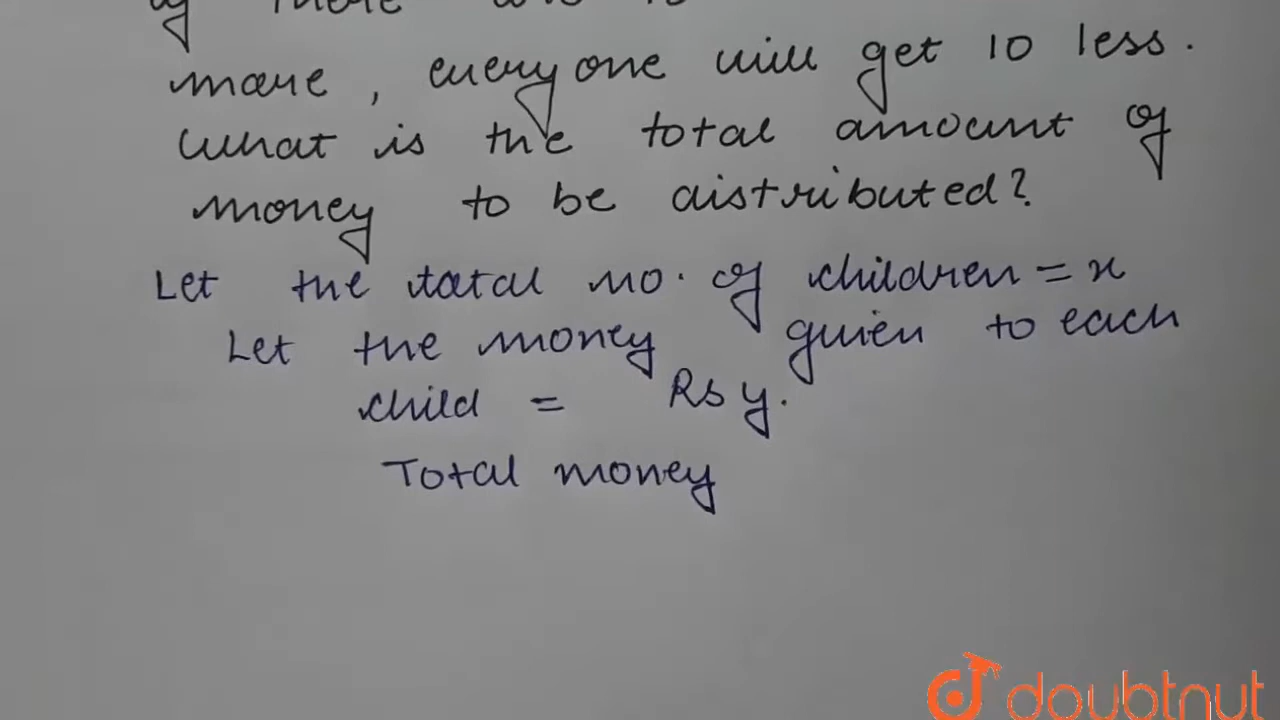 more, everyone will get 10 less.
What is the total amount of
money to be distributed?
Let the total no. of children = x
Let the money given to each
child = Rs y.
Total money
doubtnut